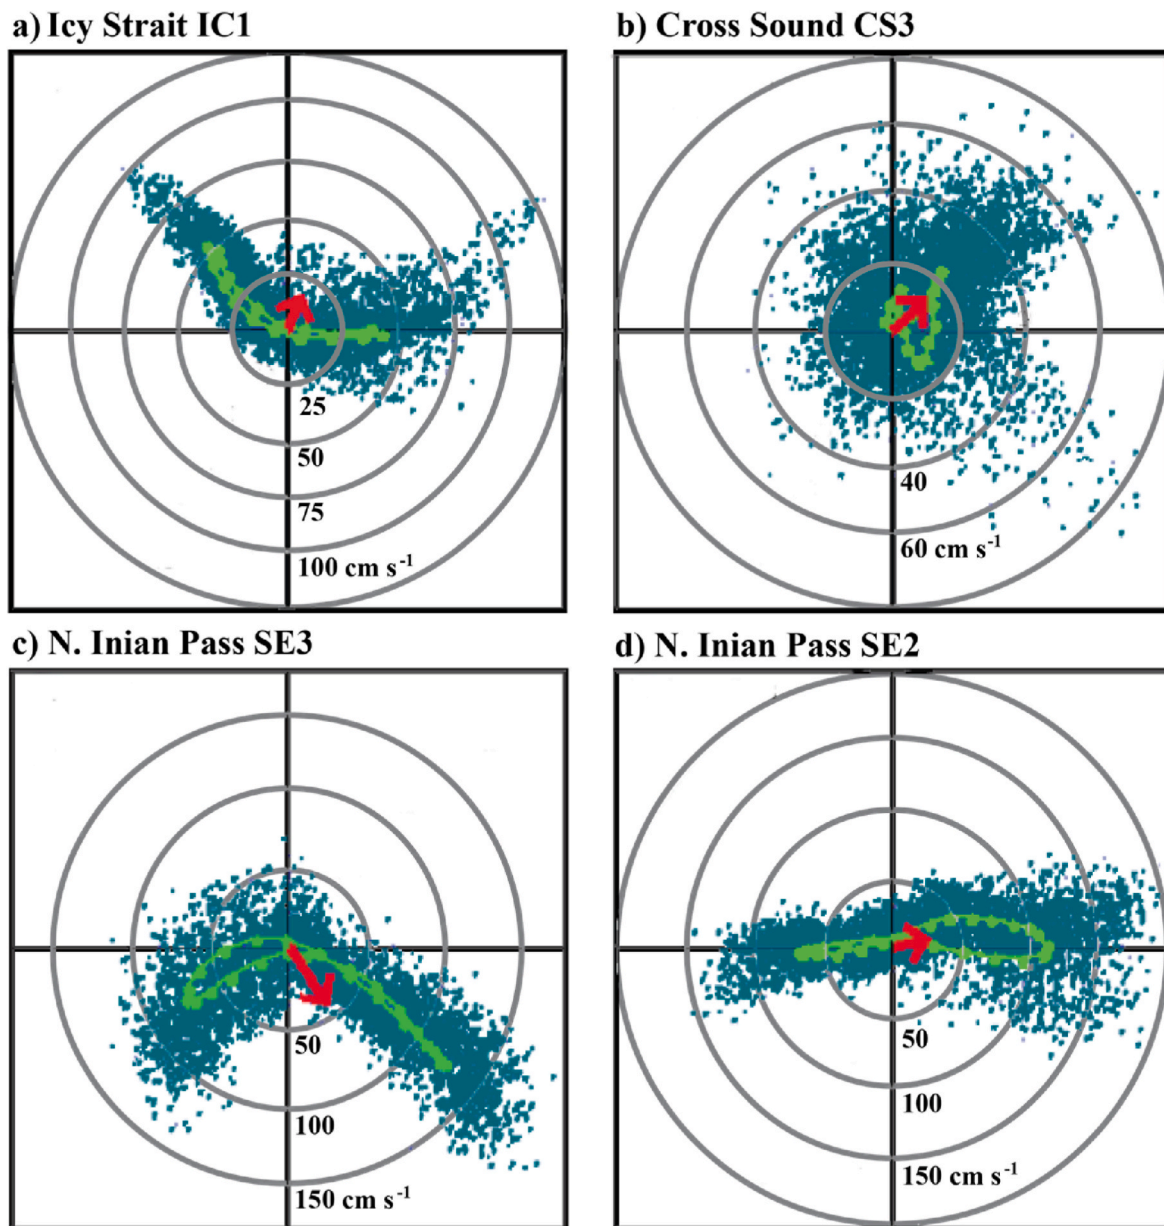 a) Icy Strait IC1
25
50
75
100 cm s⁻¹
b) Cross Sound CS3
40
60 cm s⁻¹
c) N. Inian Pass SE3
50
100
150 cm s⁻¹
d) N. Inian Pass SE2
50
100
150 cm s⁻¹